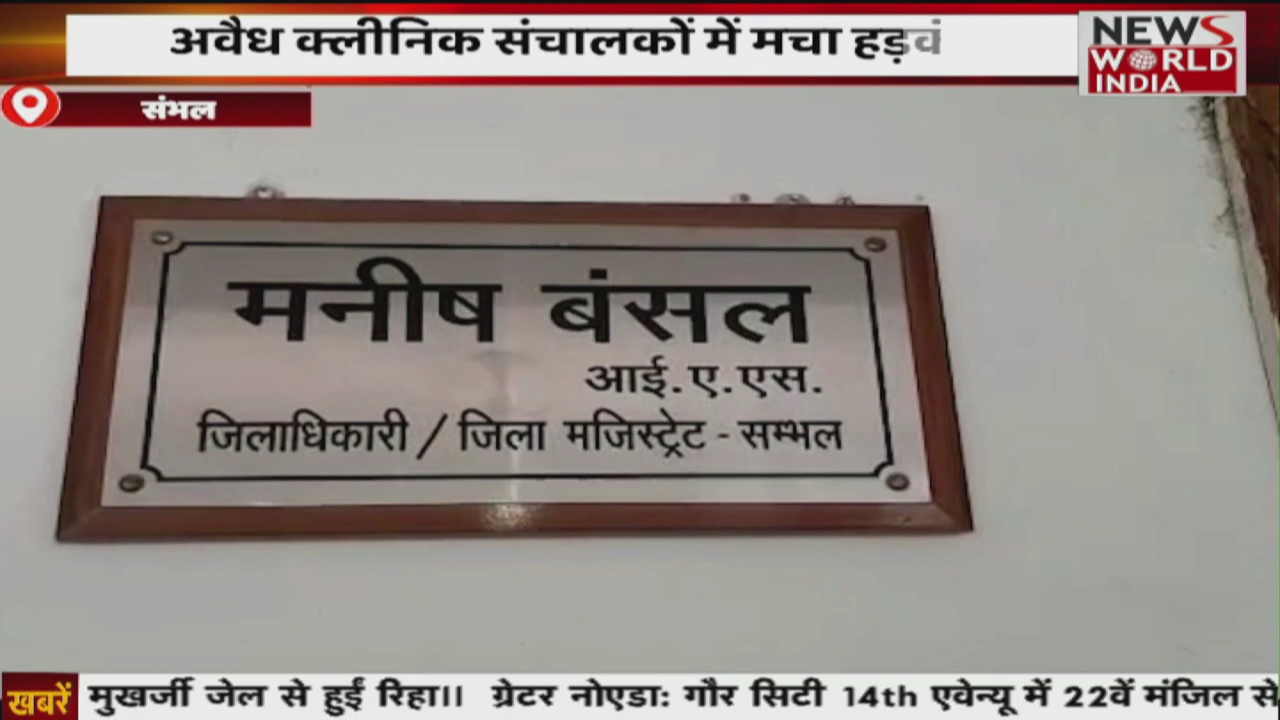 अवैध क्लीनिक संचालकों में मचा
NEWS
WORLD
INDIA
संभल
मनीष बंसल
आई.ए.एस.
जिलाधिकारी / जिला मजिस्ट्रेट - सम्भल
खबरें
मुखर्जी जेल से हुईं रिहा।। ग्रेटर नोएडा: गौर सिटी 14th एवेन्यू में 22वें मंजिल से